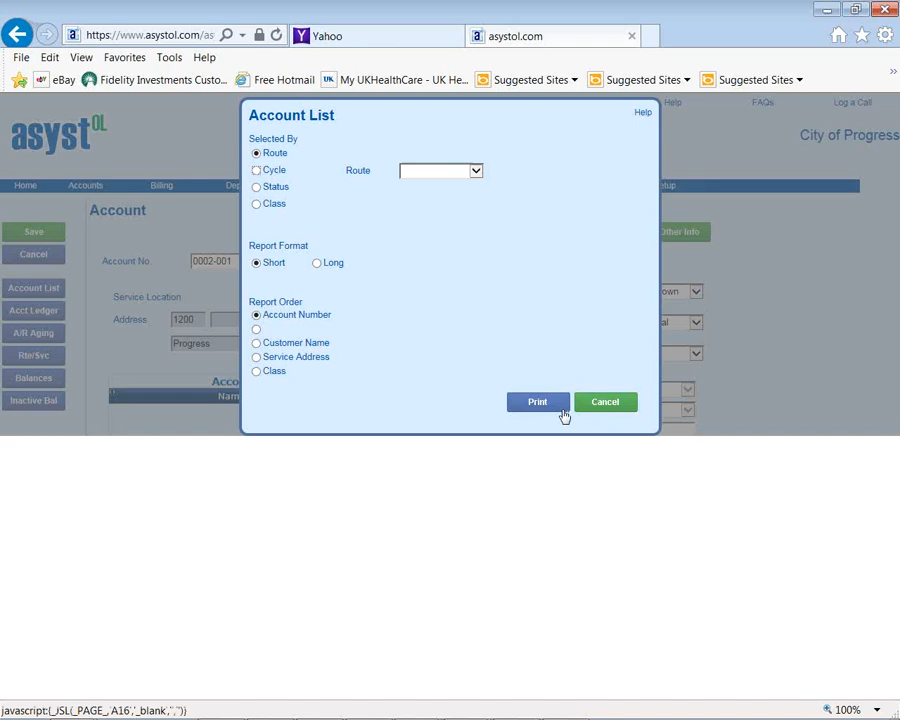 https://www.asystol.com/as
Yahoo
asystol.com
File Edit View Favorites Tools Help
eBay Fidelity Investments Custo... Free Hotmail UK My UKHealthCare - UK He... Suggested Sites Suggested Sites Suggested Sites
asystOL
Help FAQs Log a Call
City of Progress
Home Accounts Billing Dep etup
Account
Save
Cancel
Account List
Acct Ledger
A/R Aging
Rte/Svc
Balances
Inactive Bal
Account No 0002-001
Service Location
Address 1200
Progress
Acco
Nam
Other Info
own
al
Account List
Help
Selected By
Route
Cycle Route
Status
Class
Report Format
Short Long
Report Order
Account Number
Customer Name
Service Address
Class
Print Cancel
javascript:(_JSL(_PAGE_,'A16','_blank','','')}
100%